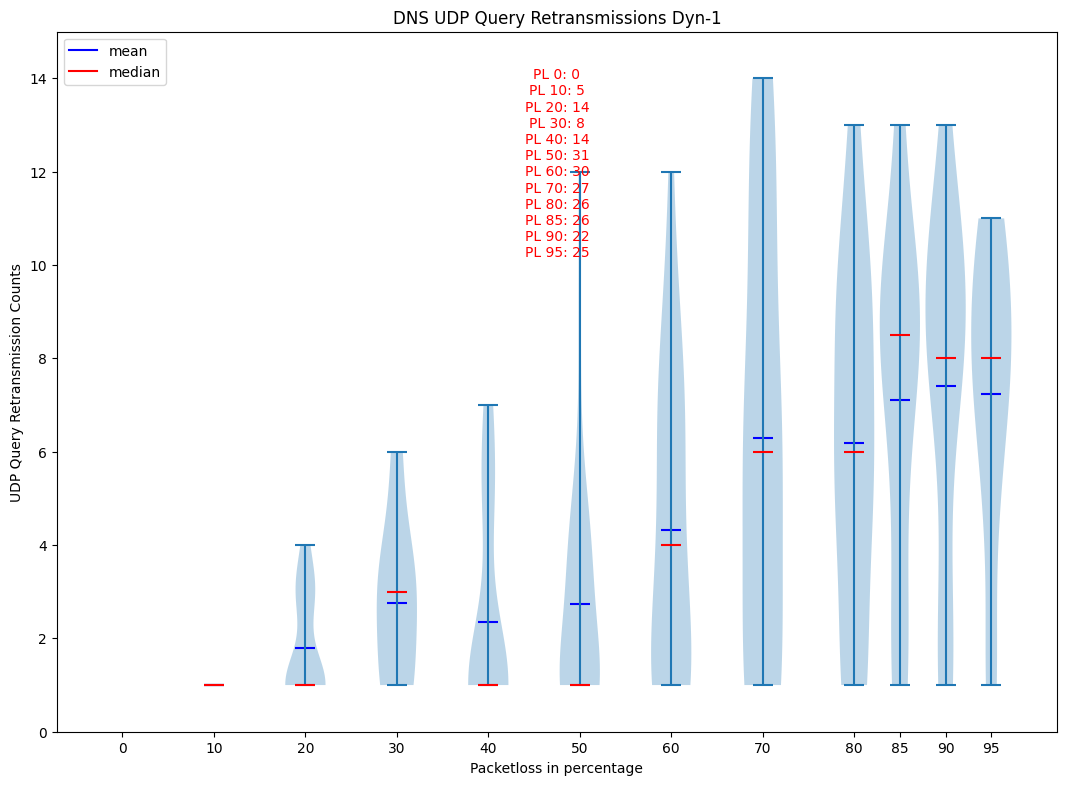 DNS UDP Query Retransmissions Dyn-1
mean
median
PL 0: 0
PL 10: 5
PL 20: 14
PL 30: 8
PL 40: 14
PL 50: 31
PL 60: 30
PL 70: 27
PL 80: 26
PL 85: 26
PL 90: 22
PL 95: 25
UDP Query Retransmission Counts
14
12
10
8
6
4
2
0
0 10 20 30 40 50 60 70 80 85 90 95
Packetloss in percentage